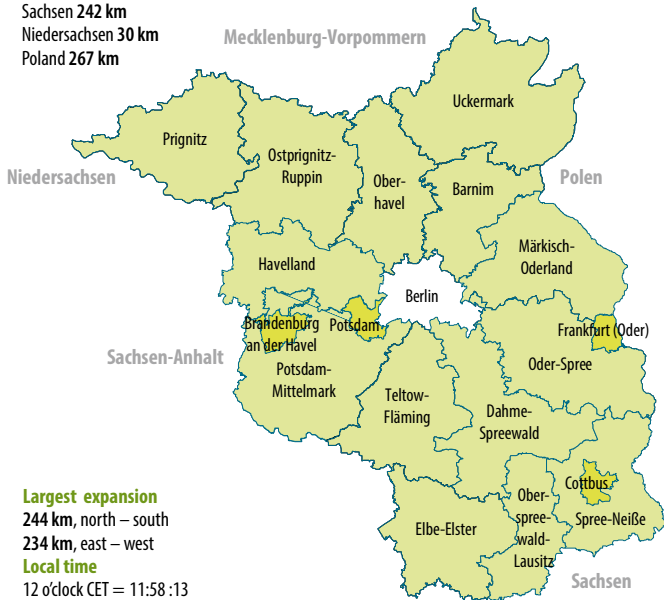 Sachsen 242 km
Niedersachsen 30 km
Poland 267 km
Mecklenburg-Vorpommern
Uckermark
Prignitz
Ostprignitz-
Ruppin
Ober-
havel
Barnim
Niedersachsen
Polen
Märkisch-
Oderland
Havelland
Berlin
Brandenburg
an der Havel
Potsdam
Frankfurt (Oder)
Sachsen-Anhalt
Potsdam-
Mittelmark
Oder-Spree
Teltow-
Fläming
Dahme-
Spreewald
Cottbus
Ober-
spree-
wald-
Lausitz
Spree-Neiße
Elbe-Elster
Sachsen
Largest expansion
244 km, north – south
234 km, east – west
Local time
12 o'clock CET = 11:58 :13